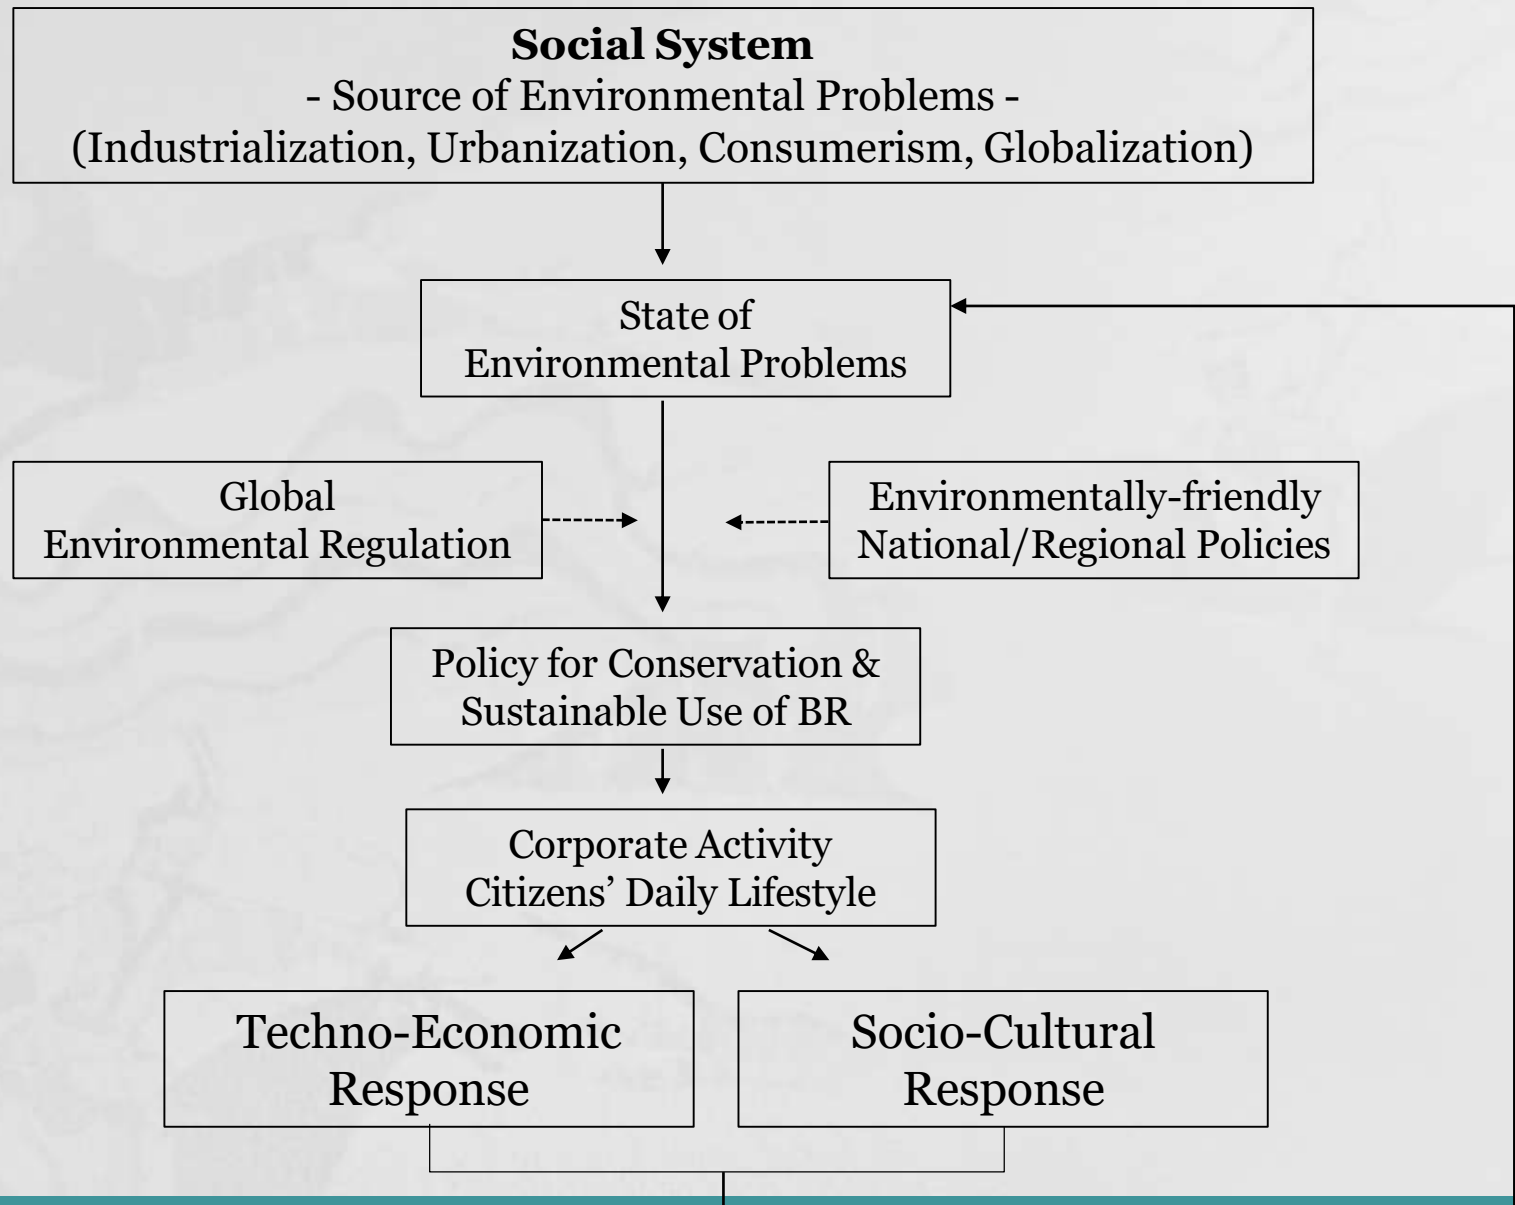 Social System
- Source of Environmental Problems -
(Industrialization, Urbanization, Consumerism, Globalization)
State of
Environmental Problems
Global
Environmental Regulation
Environmentally-friendly
National/Regional Policies
Policy for Conservation &
Sustainable Use of BR
Corporate Activity
Citizens’ Daily Lifestyle
Techno-Economic
Response
Socio-Cultural
Response